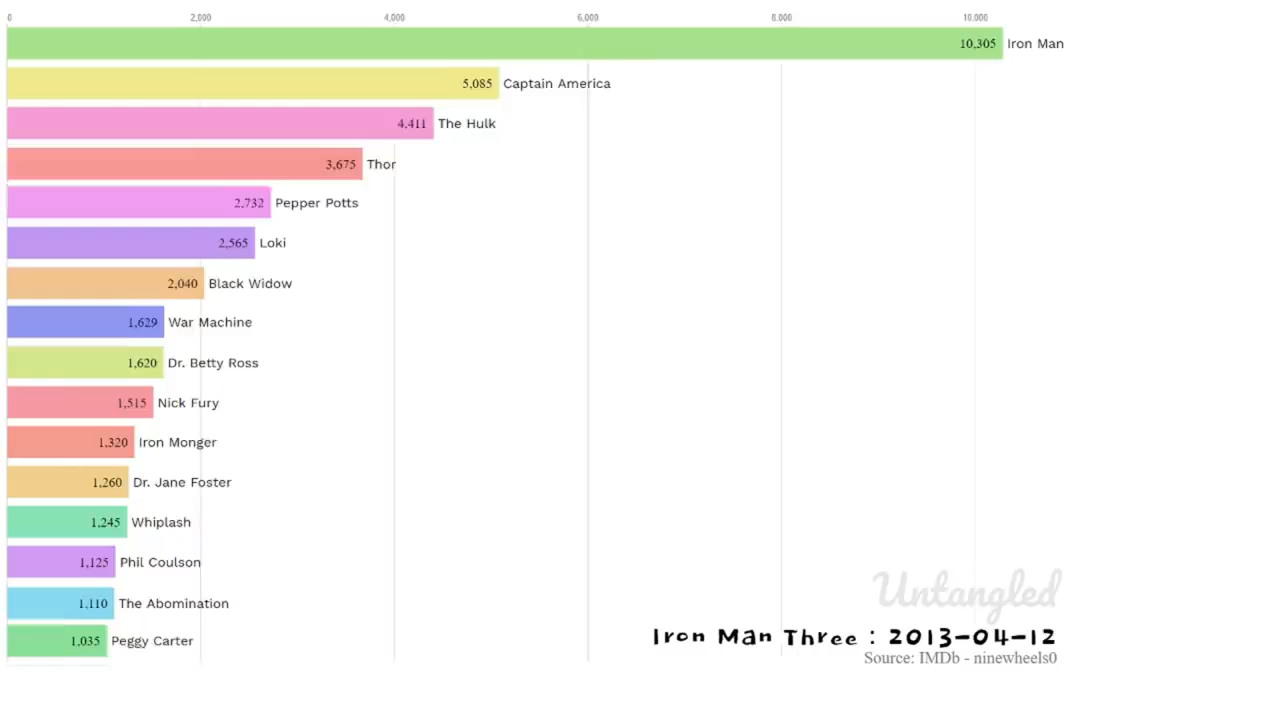 0 2,000 4,000 6,000 8,000 10,000
10,305 Iron Man
5,085 Captain America
4,411 The Hulk
3,675 Thor
2,732 Pepper Potts
2,565 Loki
2,040 Black Widow
1,629 War Machine
1,620 Dr. Betty Ross
1,515 Nick Fury
1,320 Iron Monger
1,260 Dr. Jane Foster
1,245 Whiplash
1,125 Phil Coulson
1,110 The Abomination
1,035 Peggy Carter
Untangled
Iron Man Three : 2013-04-12
Source: IMDb - ninewheels0